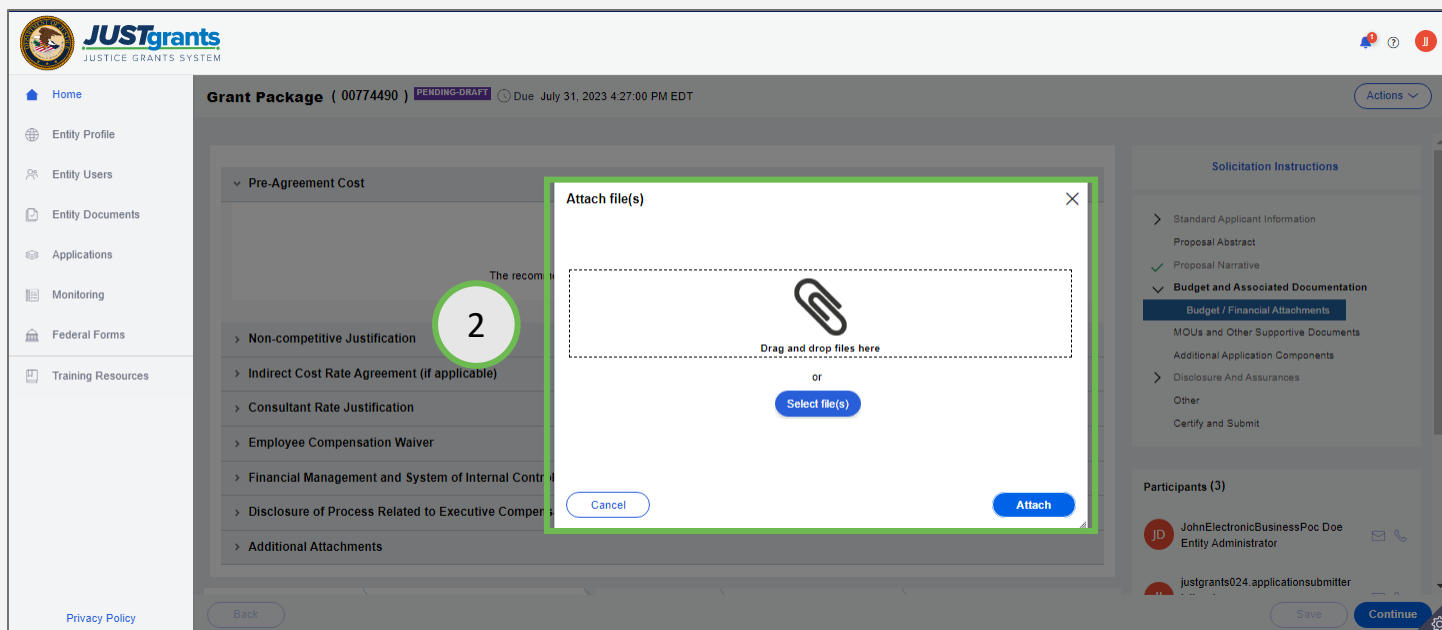 JUSTgrants
JUSTICE GRANTS SYSTEM
1
?
JJ
Home
Entity Profile
Entity Users
Entity Documents
Applications
Monitoring
Federal Forms
Training Resources
Privacy Policy
Grant Package ( 00774490 ) PENDING-DRAFT Due July 31, 2023 4:27:00 PM EDT
Actions
Pre-Agreement Cost
The recomm
Non-competitive Justification
Indirect Cost Rate Agreement (if applicable)
Consultant Rate Justification
Employee Compensation Waiver
Financial Management and System of Internal Contro
Disclosure of Process Related to Executive Compens
Additional Attachments
2
Attach file(s)
Drag and drop files here
or
Select file(s)
Cancel
Attach
Solicitation Instructions
Standard Applicant Information
Proposal Abstract
Proposal Narrative
Budget and Associated Documentation
Budget / Financial Attachments
MOUs and Other Supportive Documents
Additional Application Components
Disclosure And Assurances
Other
Certify and Submit
Participants (3)
JD
JohnElectronicBusinessPoc Doe
Entity Administrator
justgrants024.applicationsubmitter
Back
Save
Continue